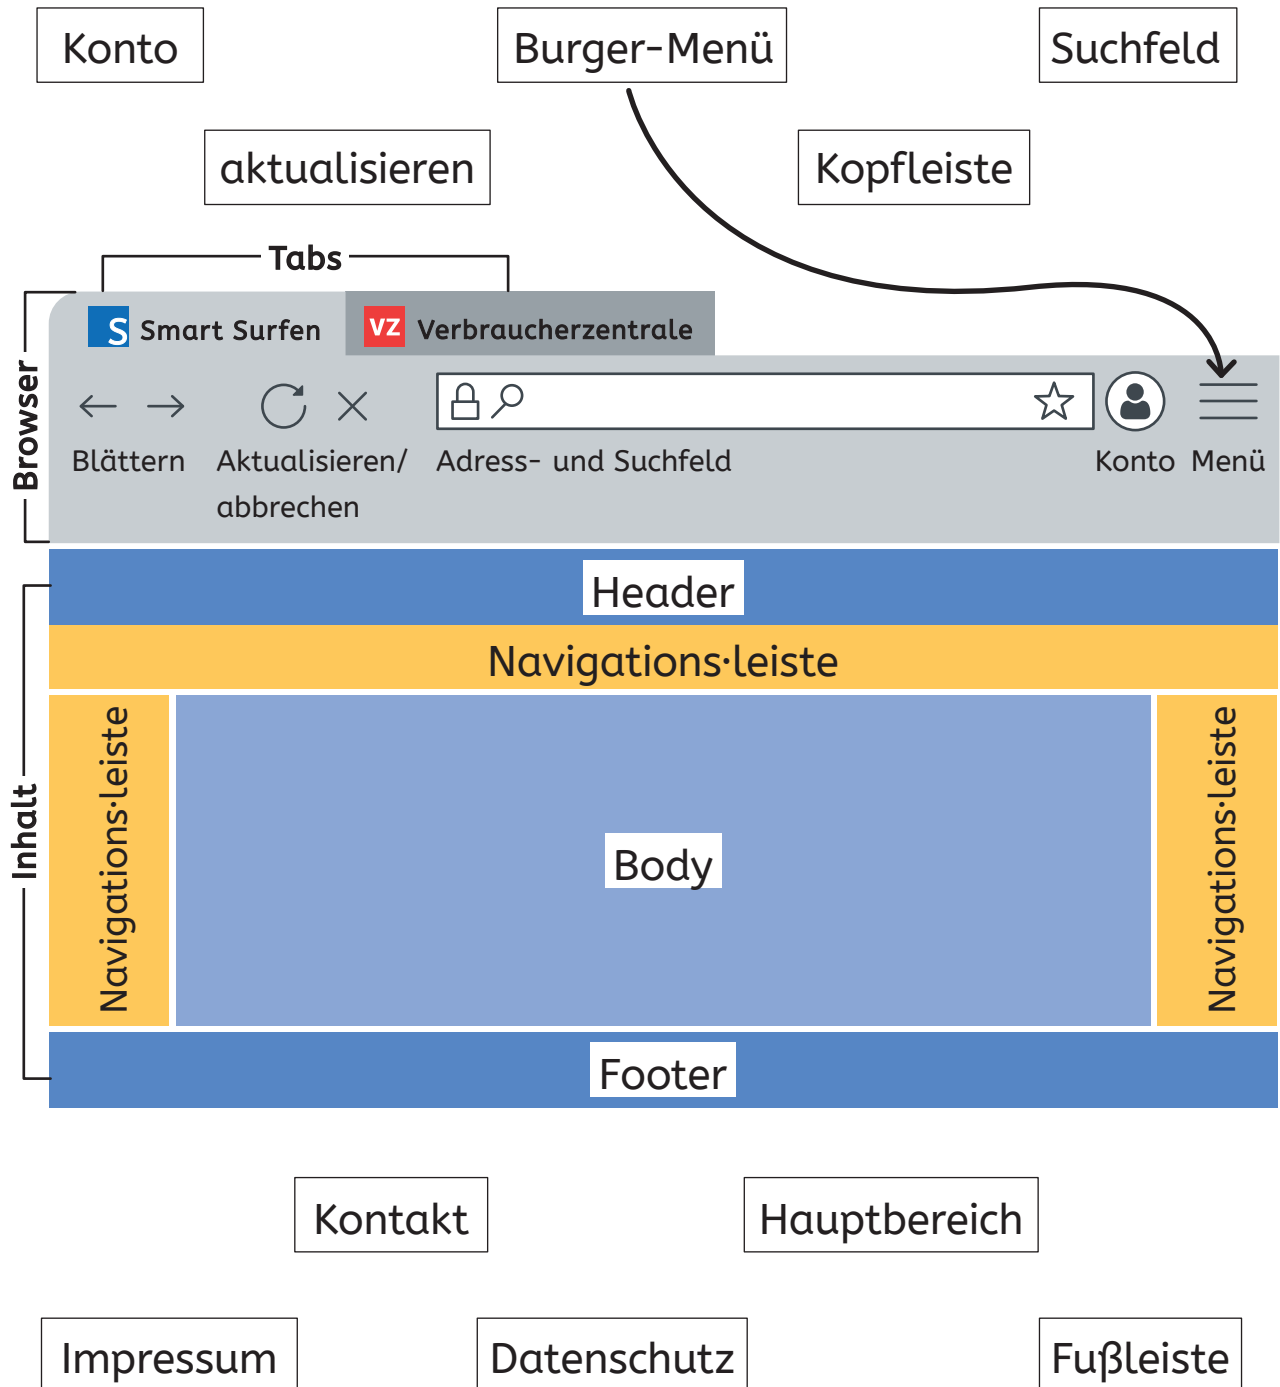 Konto
Burger-Menü
Suchfeld
aktualisieren
Kopfleiste
Tabs
S Smart Surfen
VZ Verbraucherzentrale
Browser
Blättern
Aktualisieren/
abbrechen
Adress- und Suchfeld
Konto
Menü
Header
Navigations·leiste
Inhalt
Navigations·leiste
Body
Navigations·leiste
Footer
Kontakt
Hauptbereich
Impressum
Datenschutz
Fußleiste